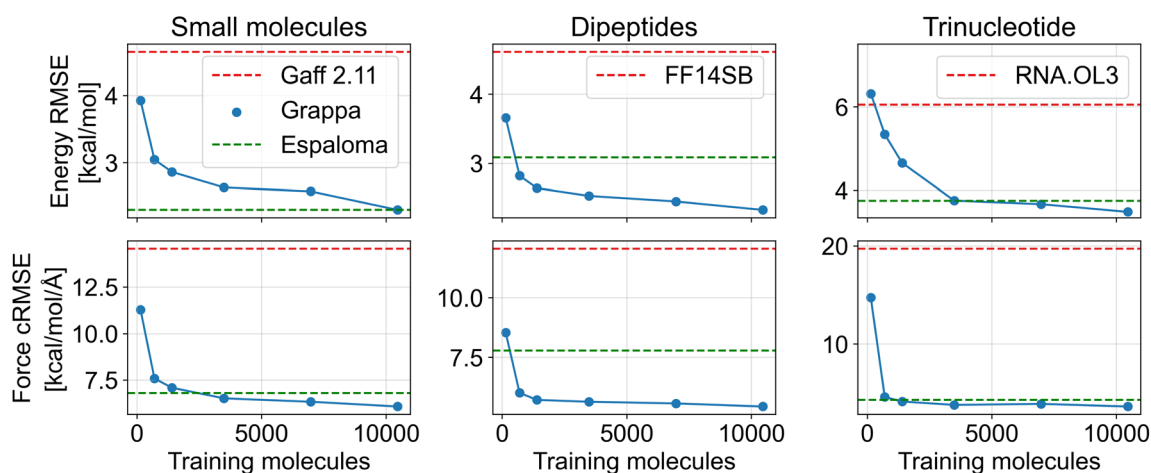 Small molecules
Dipeptides
Trinucleotide
Energy RMSE
[kcal/mol]
4
3
Gaff 2.11
Grappa
Espaloma
4
3
FF14SB
6
4
RNA.OL3
Force cRMSE
[kcal/mol/Å]
12.5
10.0
7.5
10.0
7.5
20
10
0 5000 10000
0 5000 10000
0 5000 10000
Training molecules
Training molecules
Training molecules